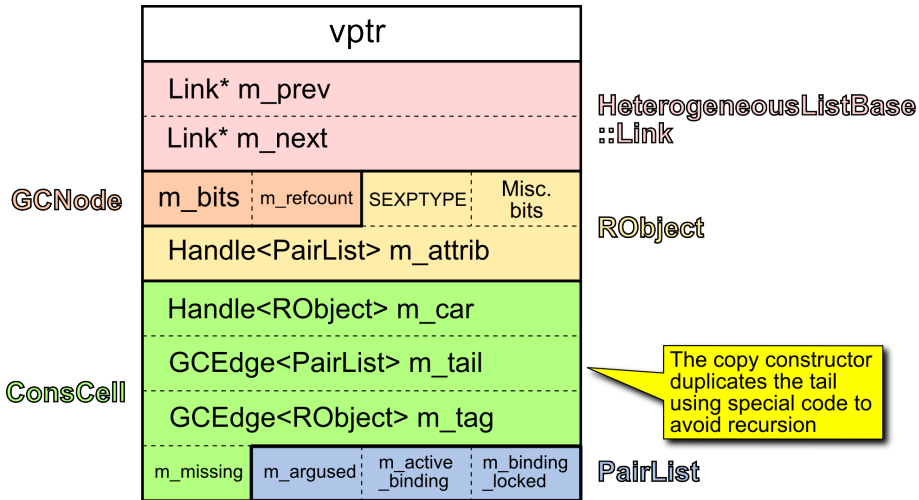 vptr
Link* m_prev
Link* m_next
HeterogeneousListBase
::Link
GCNode
m_bits
m_refcount
SEXPTYPE
Misc.
bits
RObject
Handle<PairList> m_attrib
Handle<RObject> m_car
GCEdge<PairList> m_tail
GCEdge<RObject> m_tag
ConsCell
The copy constructor
duplicates the tail
using special code to
avoid recursion
m_missing
m_argused
m_active
_binding
m_binding
_locked
PairList